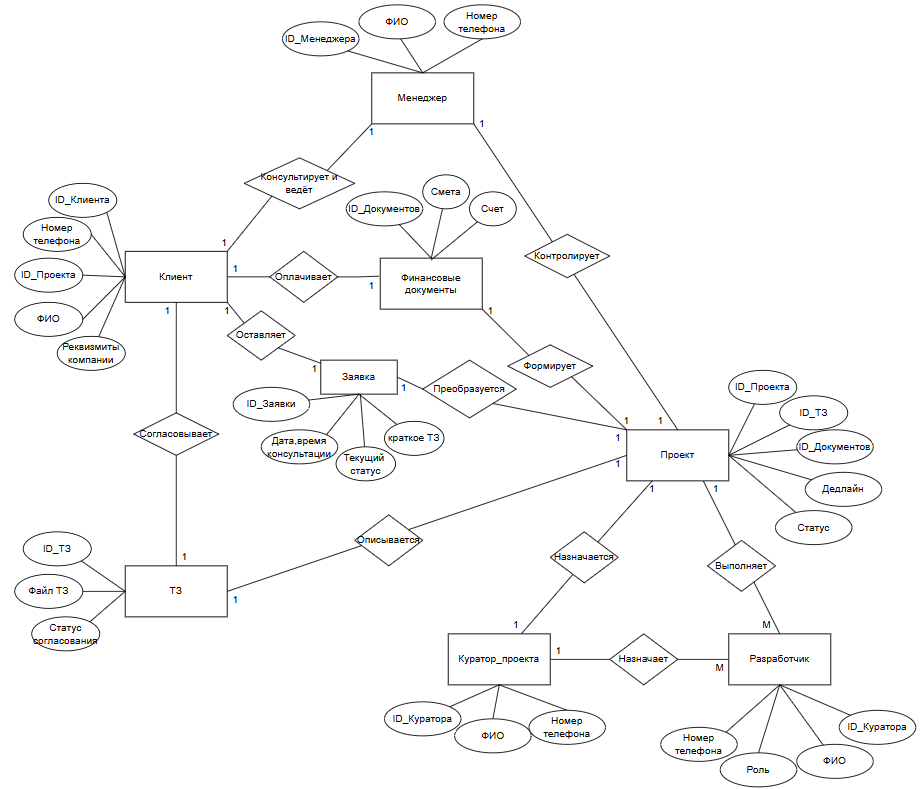 ФИО
Номер
телефона
ID_Менеджера
Менеджер
1
1
Консультирует и
ведёт
ID_Клиента
Смета
ID_Документов
Счет
Номер
телефона
1
Контролирует
ID_Проекта
Клиент
1
Оплачивает
1
Финансовые
документы
ФИО
1
1
1
Реквизмиты
компании
Оставляет
1
Заявка
1
Формирует
Преобразуется
ID_Проекта
ID_Заявки
ID_ТЗ
1
1
Согласовывает
Дата,время
консультации
краткое ТЗ
1
ID_Документов
Текущий
статус
1
Проект
Дедлайн
1
1
Статус
ID_ТЗ
Описывается
1
Назначается
Выполняет
Файл ТЗ
ТЗ
1
Статус
согласования
1
М
Куратор_проекта
1
Назначает
М
Разработчик
ID_Куратора
ФИО
Номер
телефона
Номер
телефона
ID_Куратора
Роль
ФИО